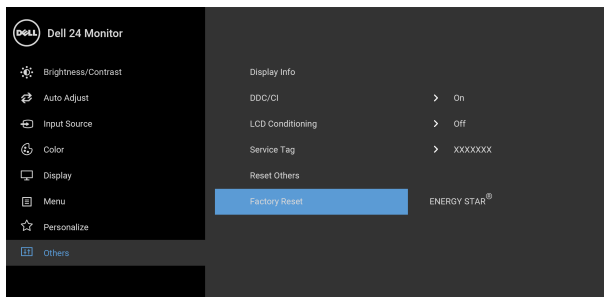 DELL Dell 24 Monitor
Brightness/Contrast
Display Info
Auto Adjust
DDC/CI
On
Input Source
LCD Conditioning
Off
Color
Service Tag
XXXXXXX
Display
Reset Others
Menu
Factory Reset
ENERGY STAR®
Personalize
Others